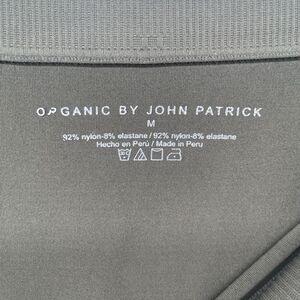 ORGANIC BY JOHN PATRICK
M
92% nylon-8% elastane / 92% nylon-8% elastane
Hecho en Perú / Made in Peru